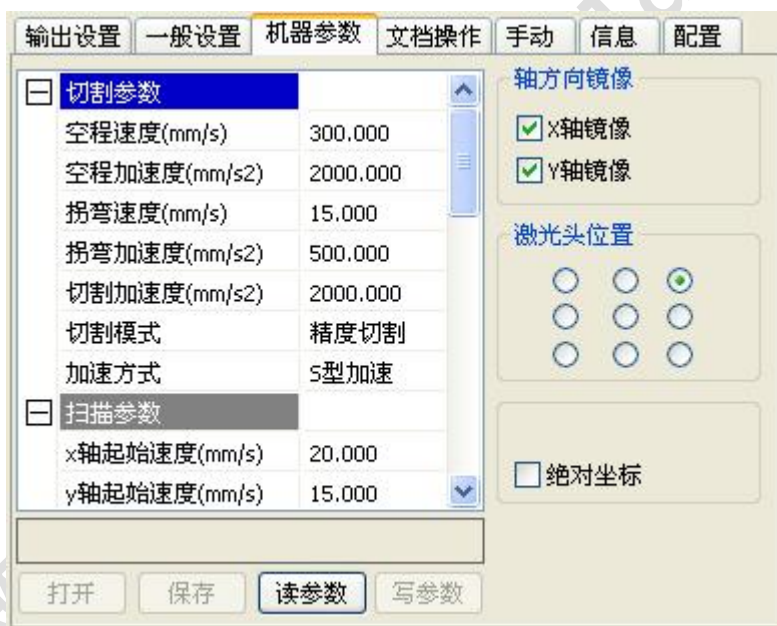 输出设置 一般设置 机器参数 文档操作 手动 信息 配置
切割参数
空程速度(mm/s) 300.000
空程加速度(mm/s2) 2000.000
拐弯速度(mm/s) 15.000
拐弯加速度(mm/s2) 500.000
切割加速度(mm/s2) 2000.000
切割模式 精度切割
加速方式 S型加速
扫描参数
x轴起始速度(mm/s) 20.000
y轴起始速度(mm/s) 15.000
轴方向镜像
X轴镜像
Y轴镜像
激光头位置
绝对坐标
打开 保存 读参数 写参数